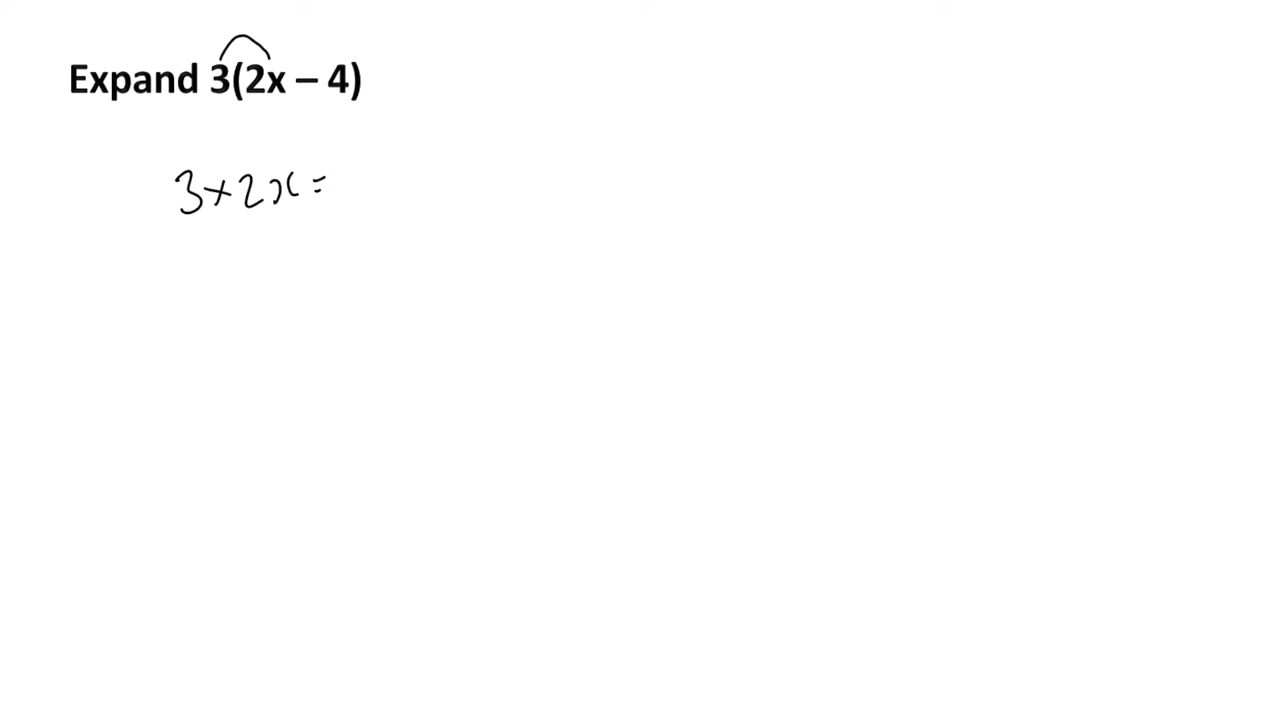 Expand 3(2x – 4)
3×2x=